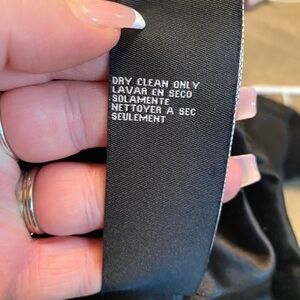 DRY CLEAN ONLY
LAVAR EN SECO
SOLAMENTE
NETTOYER A SEC
SEULEMENT